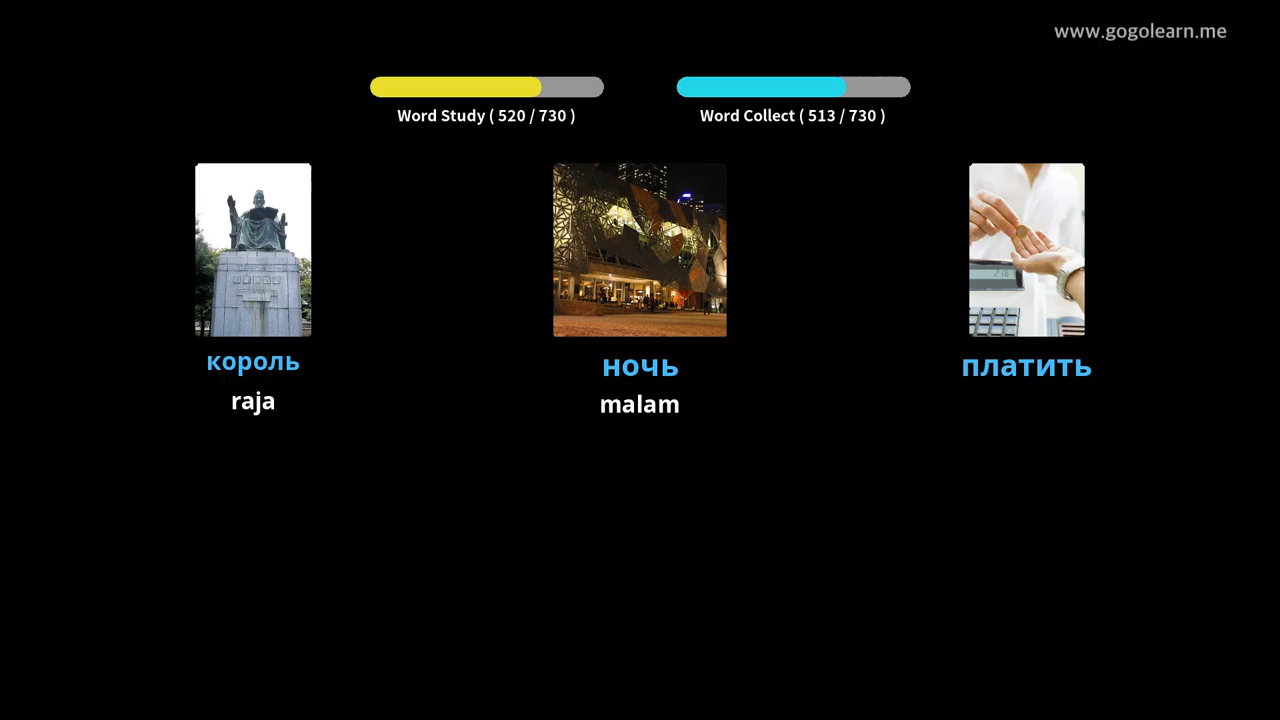 www.gogolearn.me
Word Study ( 520 / 730 )
Word Collect ( 513 / 730 )
король
raja
ночь
malam
платить